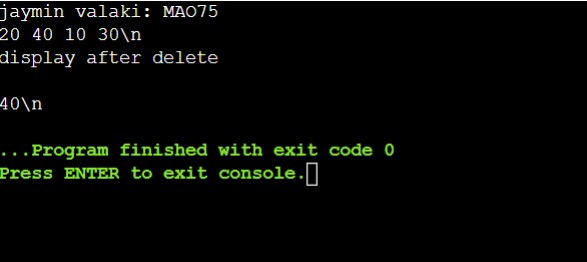 jaymin valaki: MAO75
20 40 10 30\n
display after delete
40\n
...Program finished with exit code 0
Press ENTER to exit console.